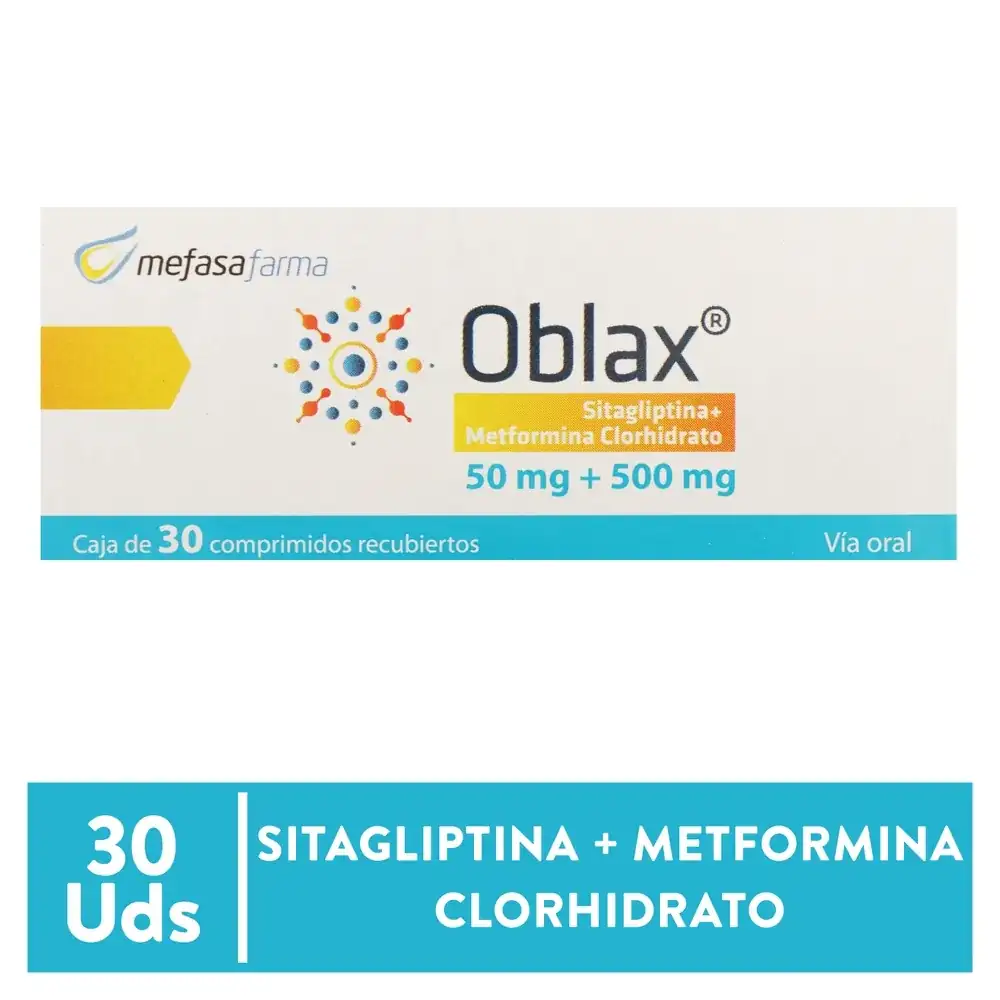 mefasafarma
Oblax®
Sitagliptina+
Metformina Clorhidrato
50 mg + 500 mg
Caja de 30 comprimidos recubiertos
Vía oral
30
Uds
SITAGLIPTINA + METFORMINA
CLORHIDRATO